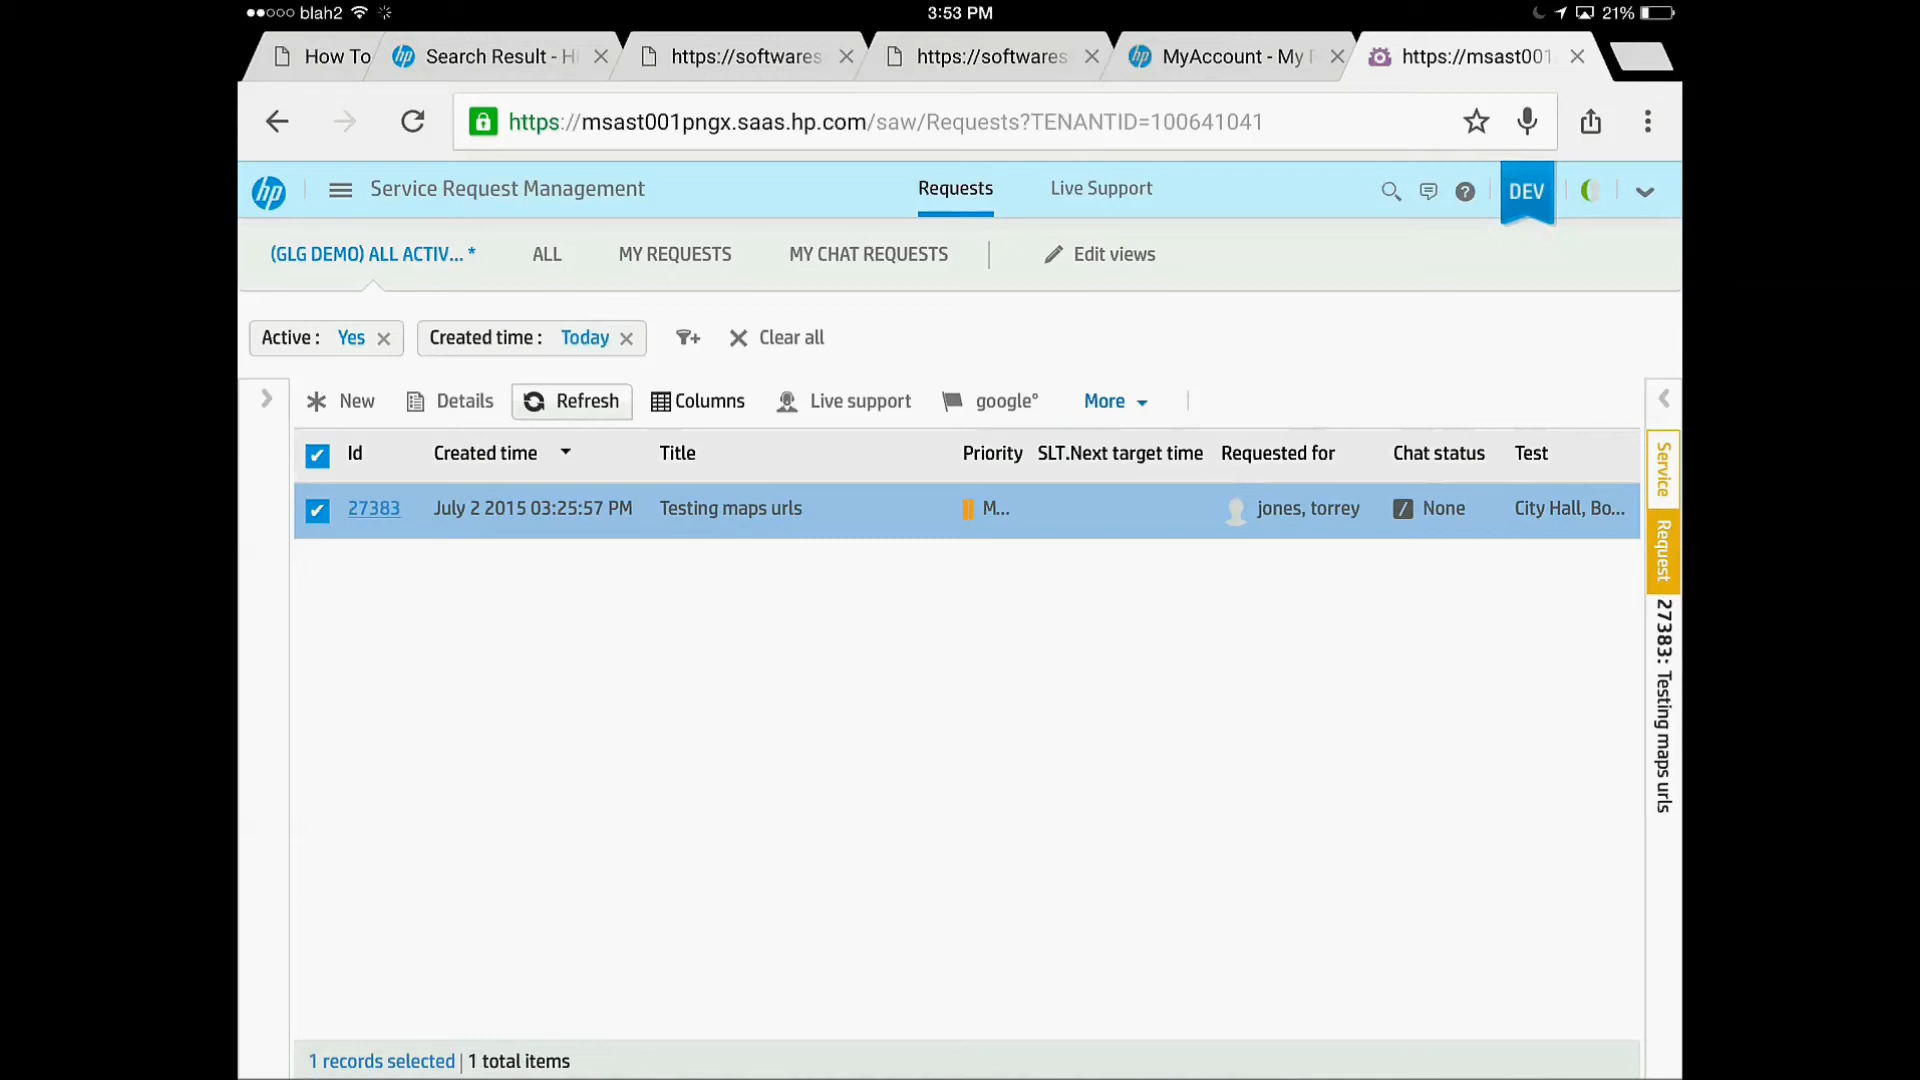 blah2 3:53 PM 21%
How To Search Result - H https://softwares https://softwares MyAccount - My https://msast001
https://msast001pngx.saas.hp.com/saw/Requests?TENANTID=100641041
hp Service Request Management Requests Live Support ? DEV
(GLG DEMO) ALL ACTIV... * ALL MY REQUESTS MY CHAT REQUESTS | Edit views
Active : Yes Created time : Today Clear all
New Details Refresh Columns Live support google° More
Id Created time Title Priority SLT.Next target time Requested for Chat status Test
27383 July 2 2015 03:25:57 PM Testing maps urls M... jones, torrey None City Hall, Bo...
Service Request 27383: Testing maps urls
1 records selected | 1 total items